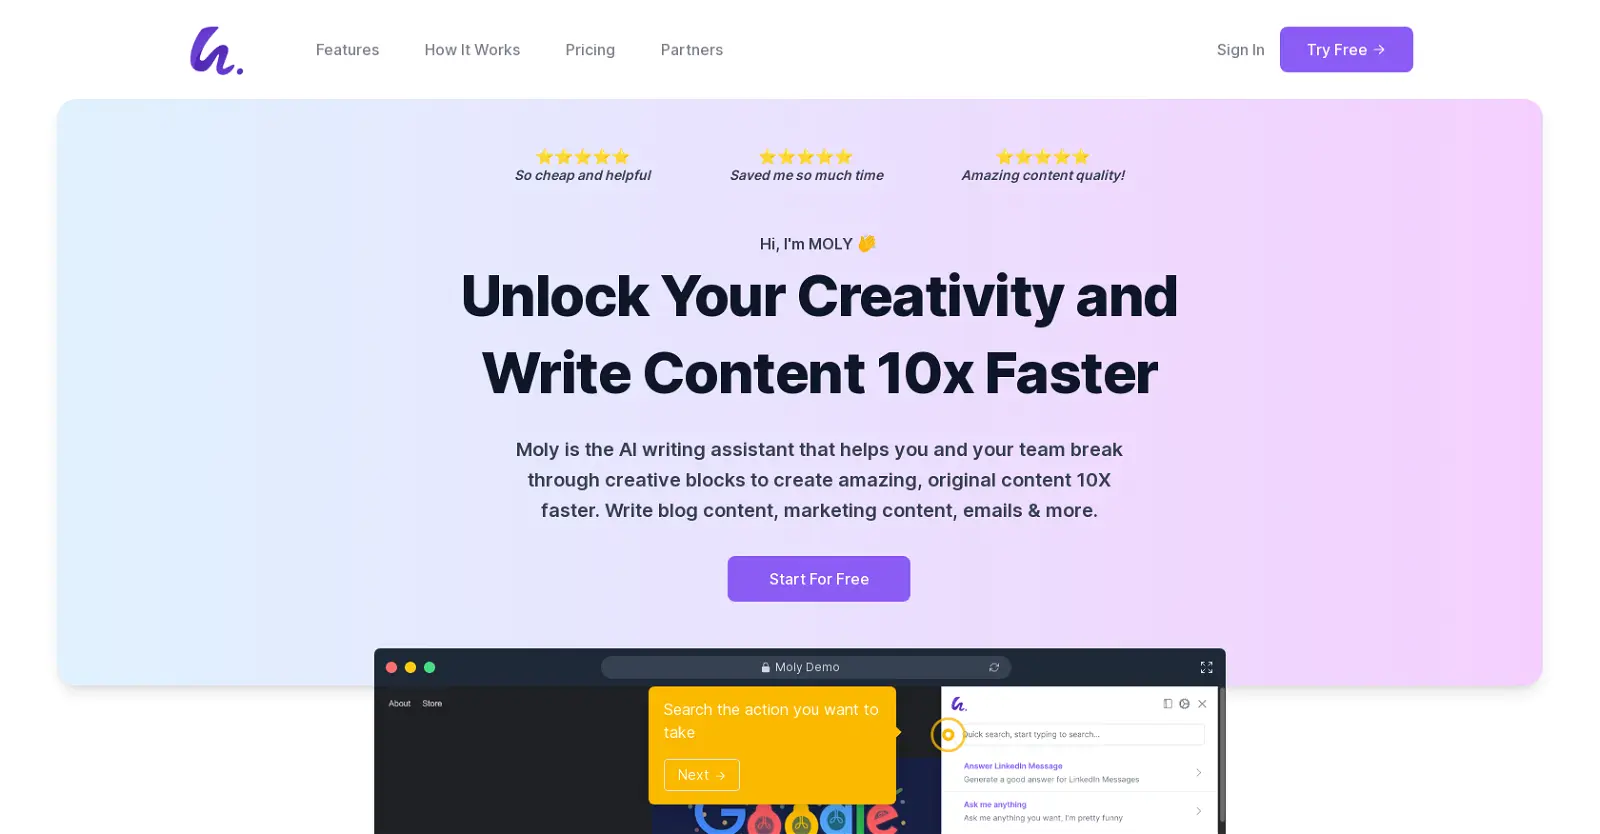 Features
How It Works
Pricing
Partners
Sign In
Try Free →
So cheap and helpful
Saved me so much time
Amazing content quality!
Hi, I'm MOLY 👏
Unlock Your Creativity and
Write Content 10x Faster
Moly is the AI writing assistant that helps you and your team break
through creative blocks to create amazing, original content 10X
faster. Write blog content, marketing content, emails & more.
Start For Free
Moly Demo
About
Store
Search the action you want to
take
Next →
Quick search, start typing to search...
Answer LinkedIn Message
Generate a good answer for LinkedIn Messages
Ask me anything
Ask me anything you want, I'm pretty funny
Google